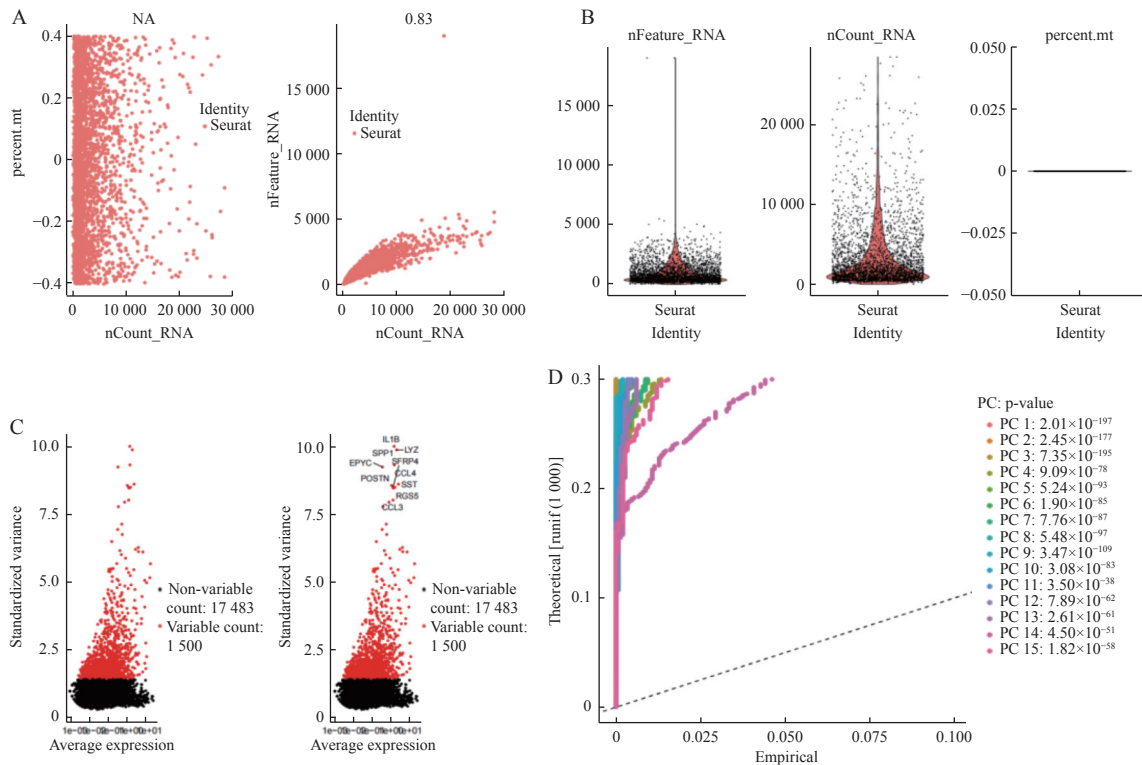 A
NA
percent.mt
0.4
0.2
0
−0.2
−0.4
Identity
Seurat
0
10 000
20 000
30 000
nCount_RNA
0.83
nFeature_RNA
15 000
10 000
5 000
0
Identity
Seurat
0
10 000
20 000
30 000
nCount_RNA
B
nFeature_RNA
15 000
10 000
5 000
0
Seurat
Identity
nCount_RNA
20 000
10 000
0
Seurat
Identity
percent.mt
0.050
0.025
0
−0.025
−0.050
Seurat
Identity
C
Standardized variance
10.0
7.5
5.0
2.5
0
Average expression
Non-variable
count: 17 483
Variable count:
1 500
Standardized variance
10.0
7.5
5.0
2.5
0
IL1B
SPP1
LYZ
EPYC
SFRP4
CCL4
POSTN
SST
RGS5
CCL3
Average expression
Non-variable
count: 17 483
Variable count:
1 500
D
Theoretical [runif (1 000)]
0.3
0.2
0.1
0
0
0.025
0.050
0.075
0.100
Empirical
PC: p-value
PC 1: 2.01×10⁻¹⁹⁷
PC 2: 2.45×10⁻¹⁷⁷
PC 3: 7.35×10⁻¹⁹⁵
PC 4: 9.09×10⁻⁷⁸
PC 5: 5.24×10⁻⁹³
PC 6: 1.90×10⁻⁸⁵
PC 7: 7.76×10⁻⁸⁷
PC 8: 5.48×10⁻⁹⁷
PC 9: 3.47×10⁻¹⁰⁹
PC 10: 3.08×10⁻⁸³
PC 11: 3.50×10⁻³⁸
PC 12: 7.89×10⁻⁶²
PC 13: 2.61×10⁻⁶¹
PC 14: 4.50×10⁻⁵¹
PC 15: 1.82×10⁻⁵⁸